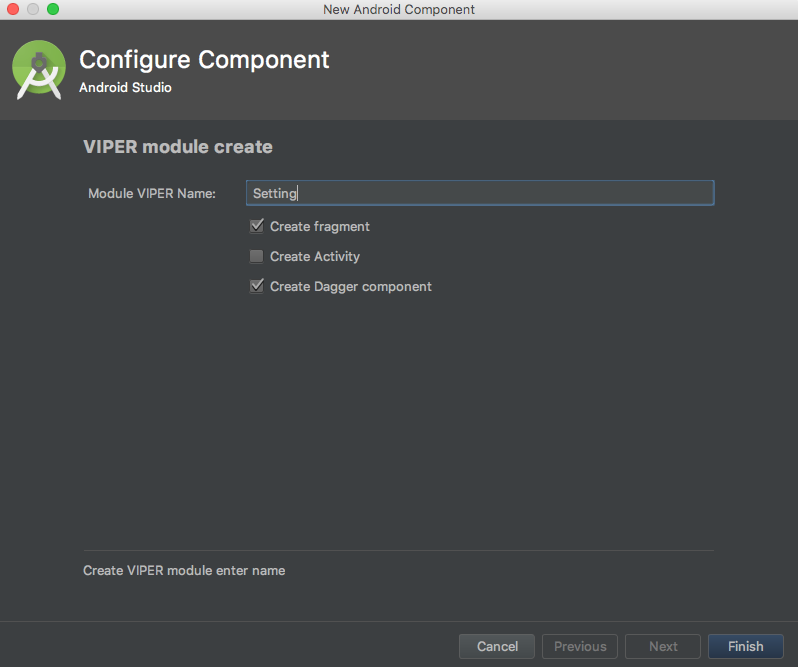 New Android Component
Configure Component
Android Studio
VIPER module create
Module VIPER Name: Setting
Create fragment
Create Activity
Create Dagger component
Create VIPER module enter name
Cancel Previous Next Finish